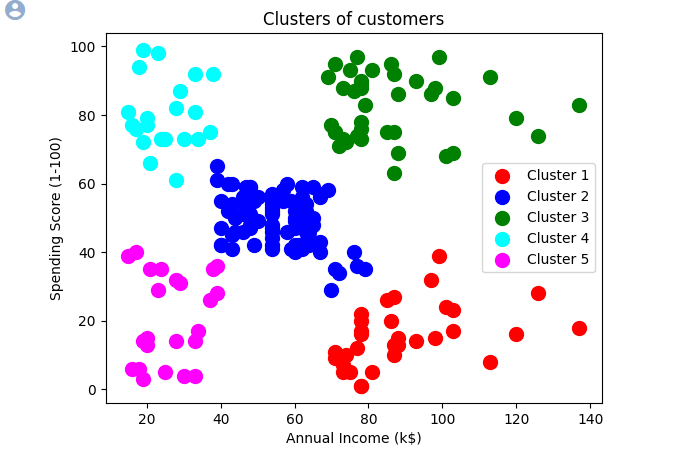 Clusters of customers
Spending Score (1-100)
100
80
60
40
20
0
Cluster 1
Cluster 2
Cluster 3
Cluster 4
Cluster 5
20 40 60 80 100 120 140
Annual Income (k$)